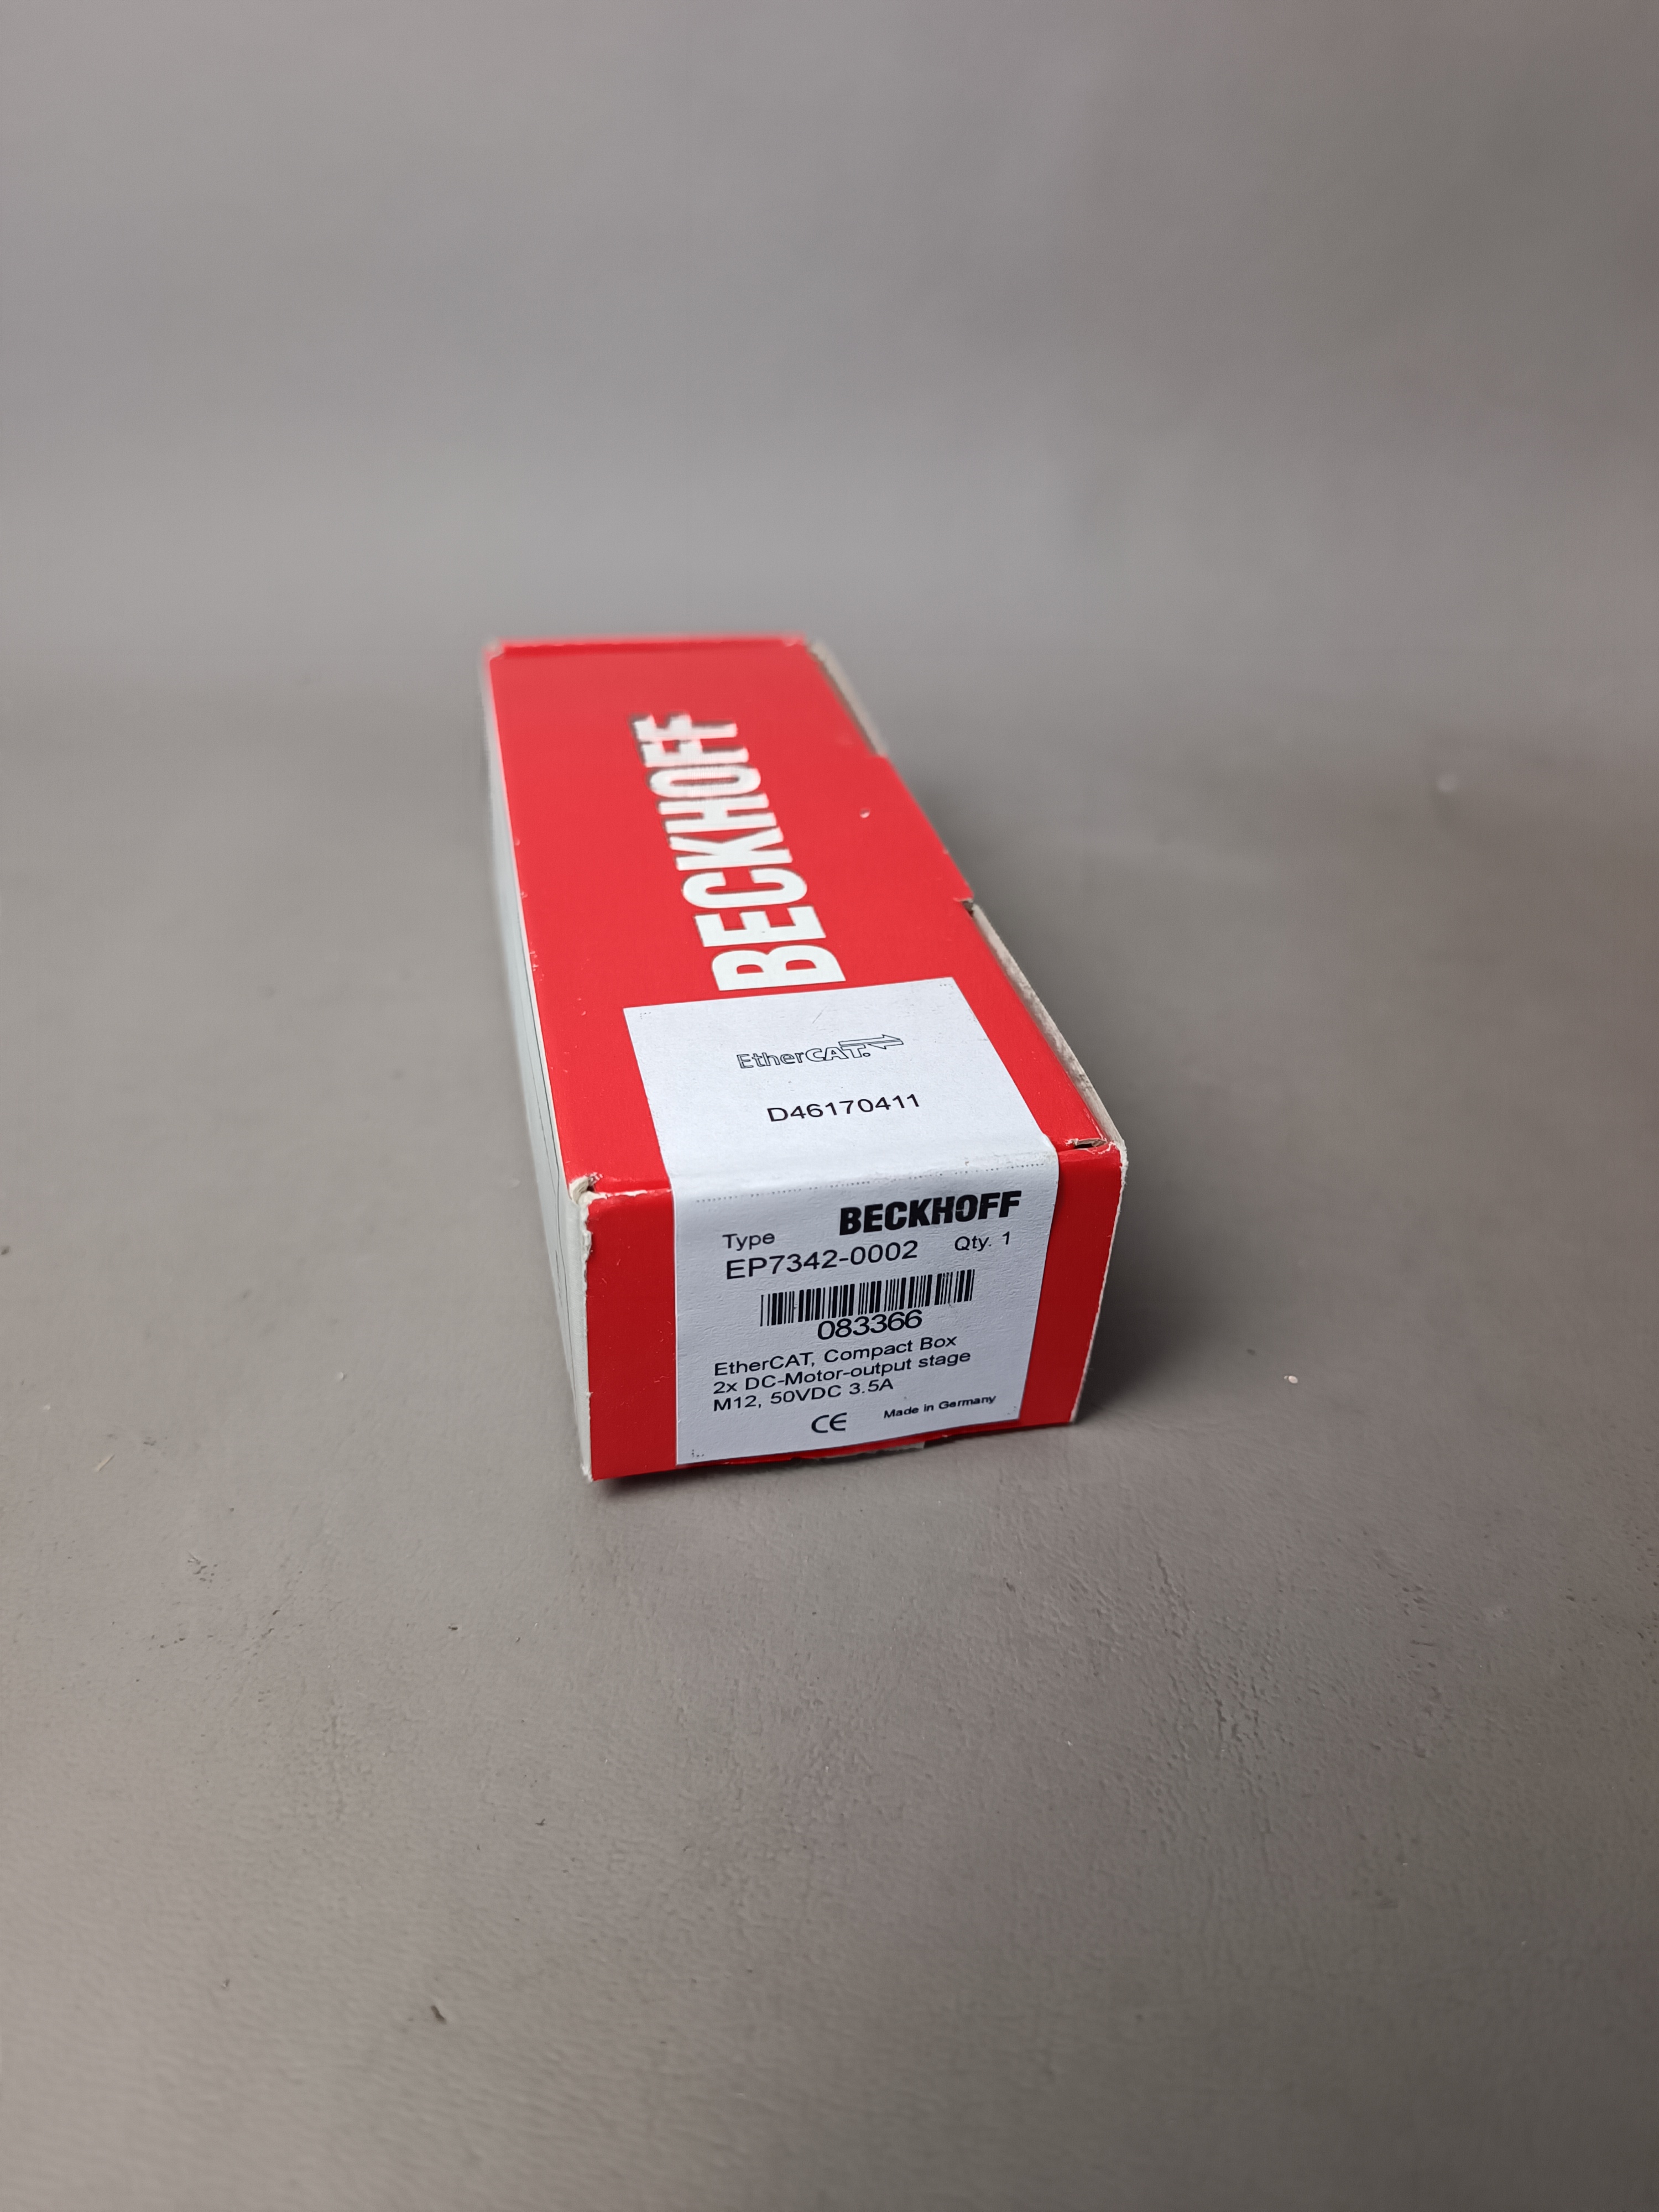 BECKHOFF
EtherCAT.
D46170411
BECKHOFF
Type
EP7342-0002 Qty. 1
083366
EtherCAT, Compact Box
2x DC-Motor-output stage
M12, 50VDC 3.5A
CE Made in Germany